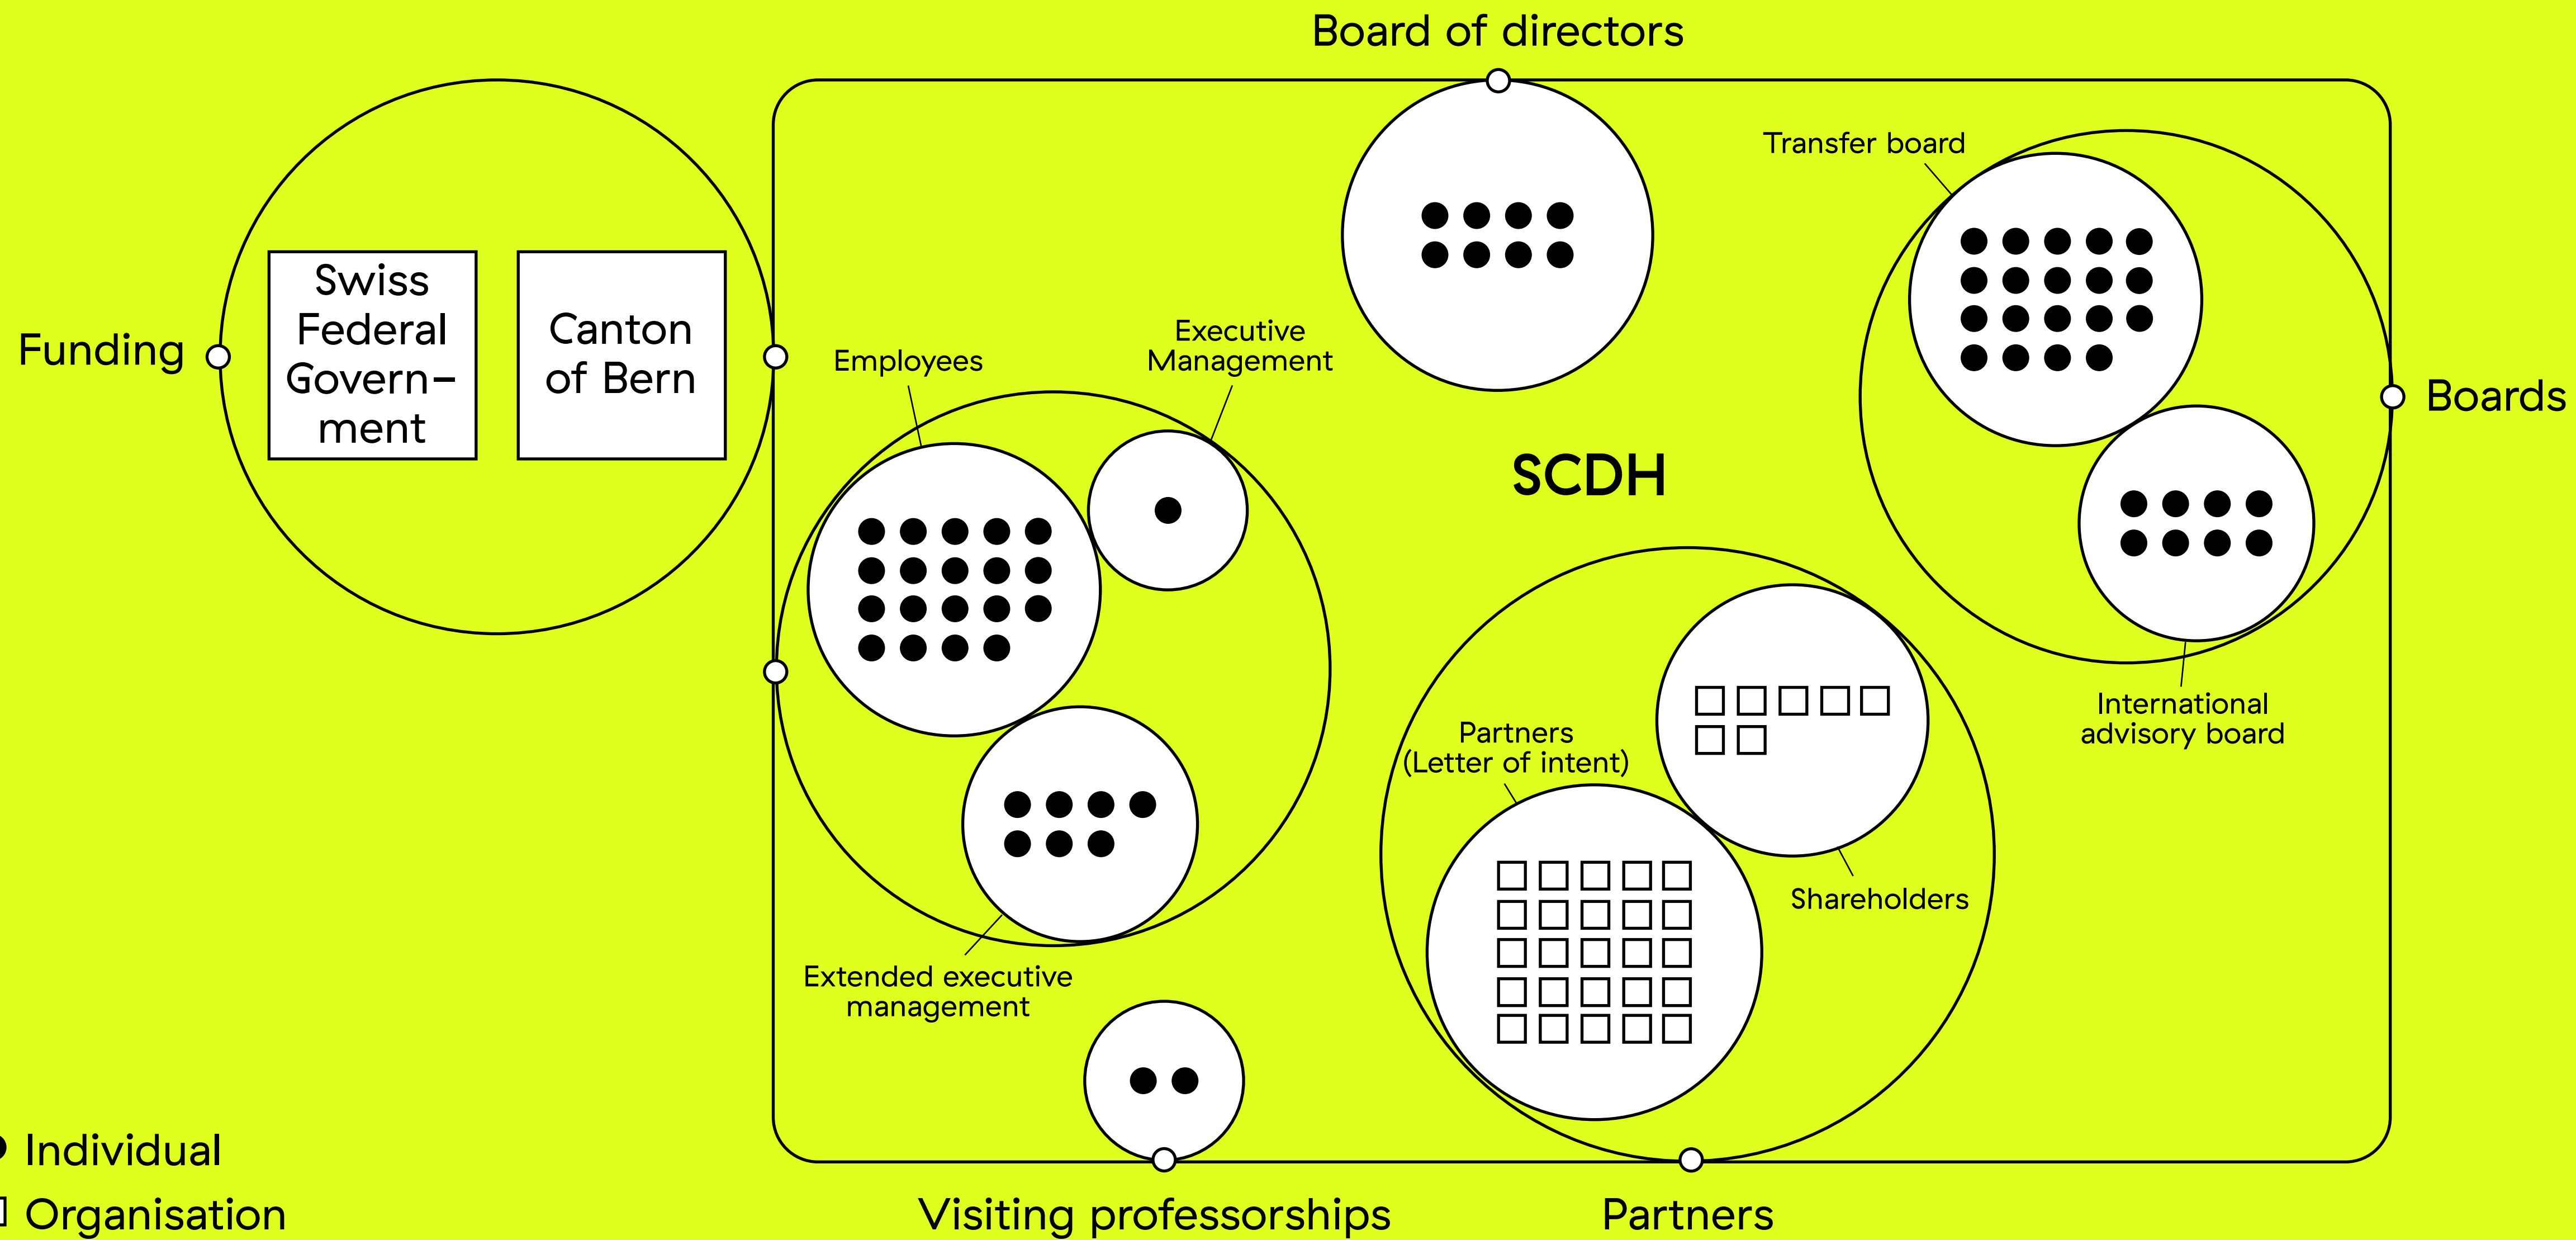 Board of directors
Transfer board
Executive
Management
Employees
Funding
Swiss
Federal
Govern–
ment
Canton
of Bern
Boards
SCDH
International
advisory board
Partners
(Letter of intent)
Shareholders
Extended executive
management
Individual
Organisation
Visiting professorships
Partners